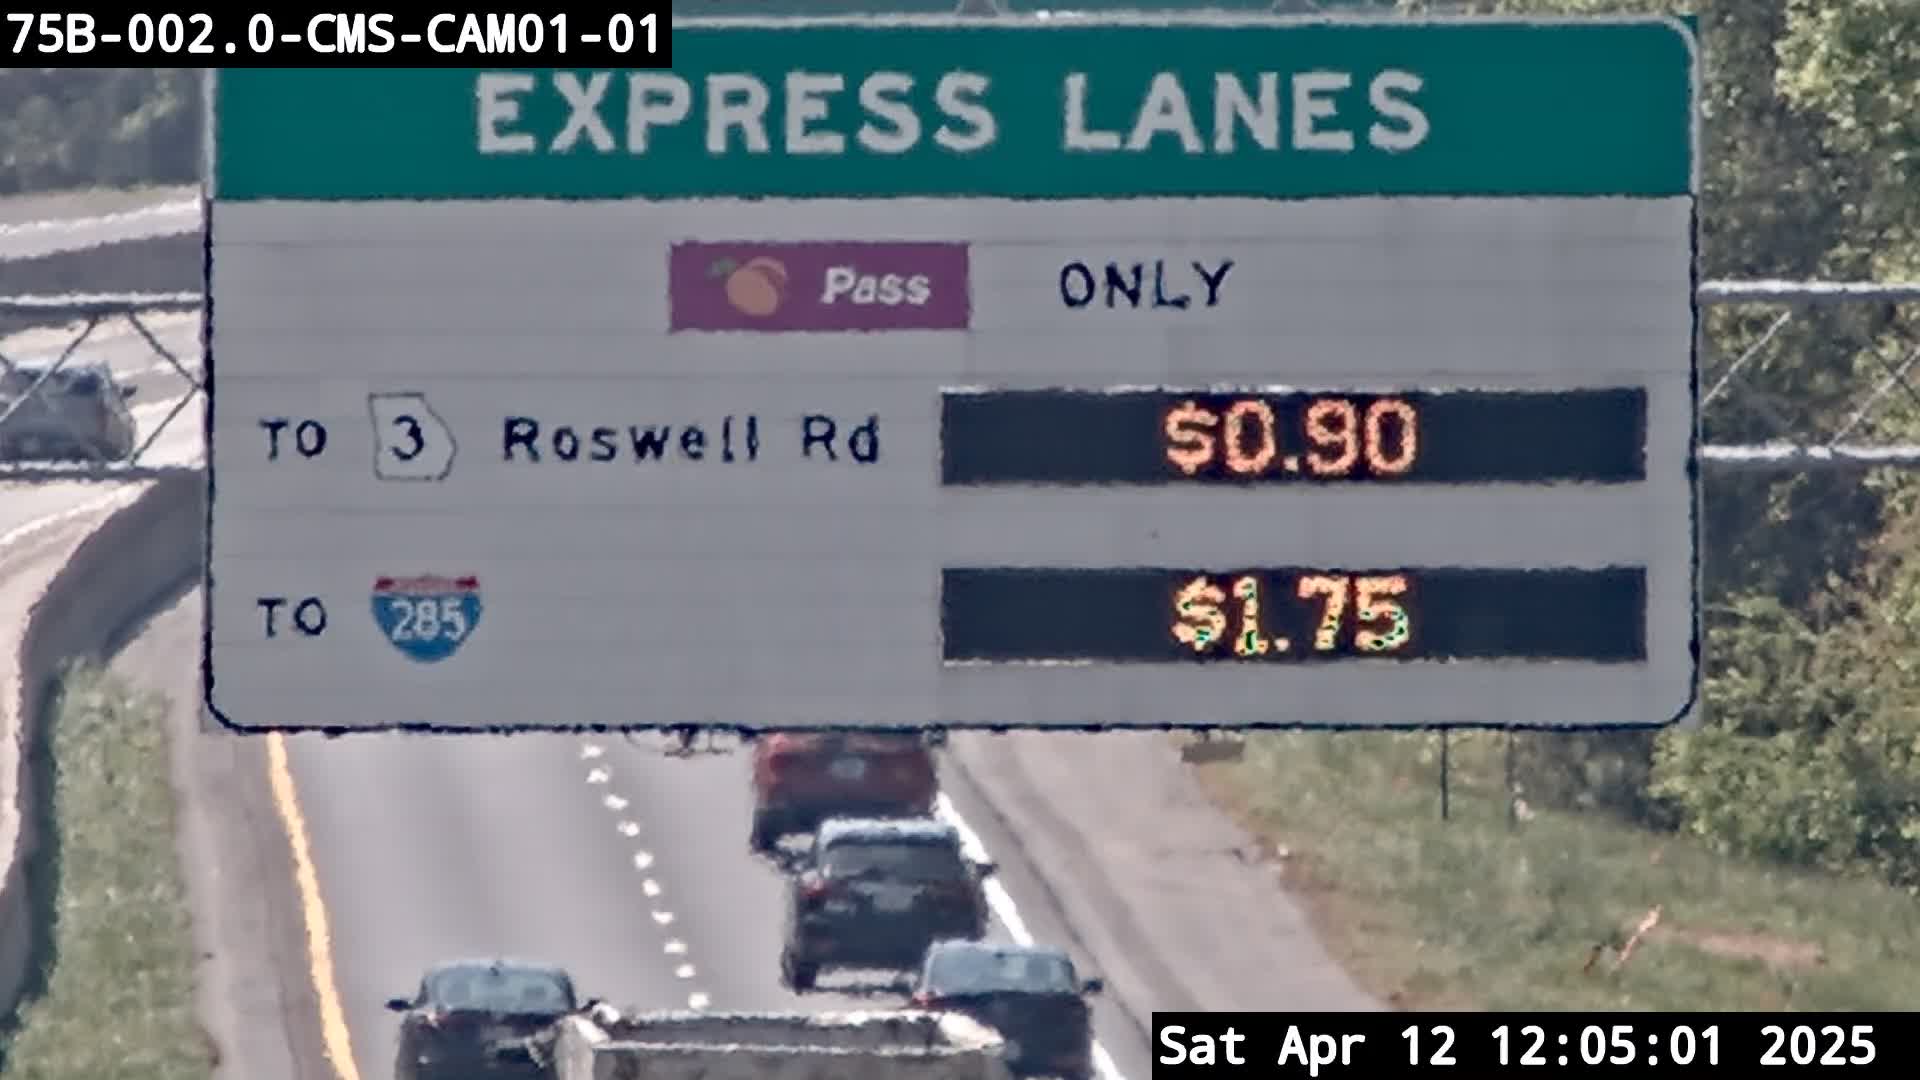 75B-002.0-CMS-CAM01-01
EXPRESS LANES
Pass ONLY
TO 3 Roswell Rd $0.90
TO 285 $1.75
Sat Apr 12 12:05:01 2025